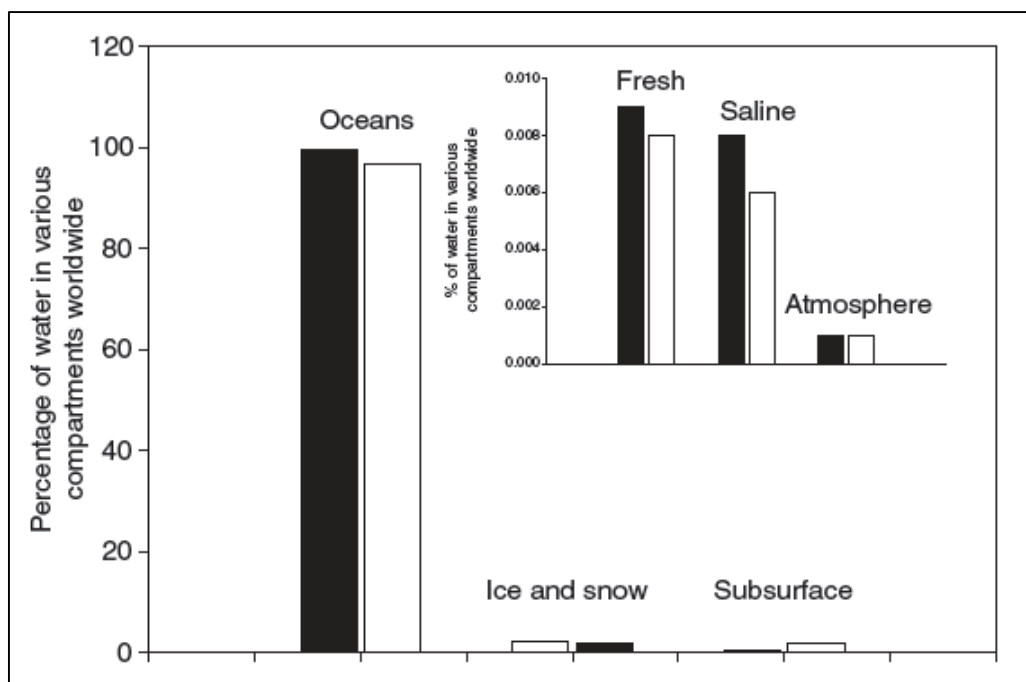 120
100
80
60
40
20
0
Percentage of water in various
compartments worldwide
Oceans
Ice and snow
Subsurface
0.010
0.008
0.006
0.004
0.002
0.000
% of water in various
compartments worldwide
Fresh
Saline
Atmosphere